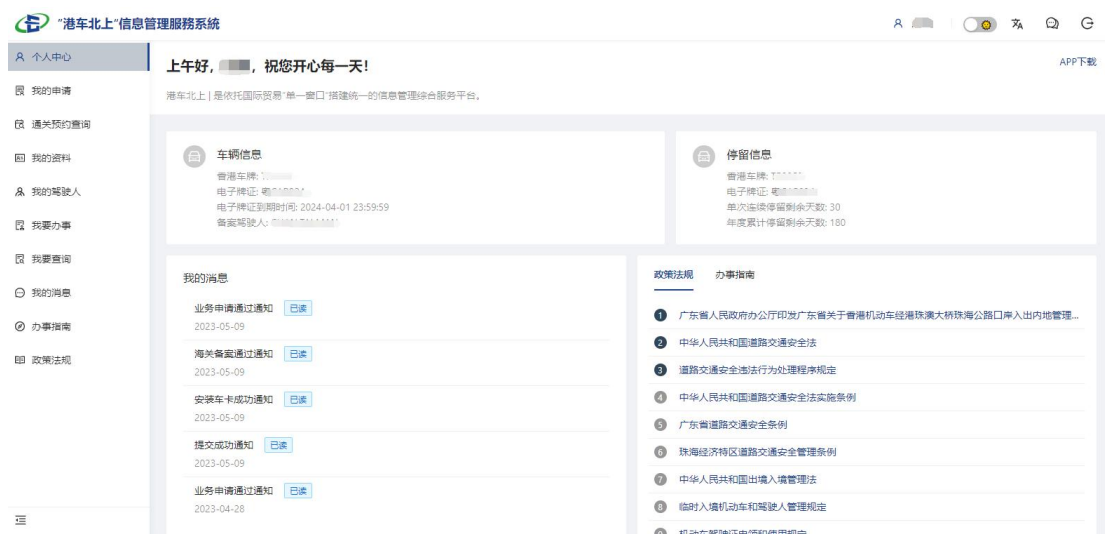 “港车北上”信息管理服務系統
个人中心
我的申请
通关预约查询
我的资料
我的驾驶人
我要办事
我要查询
我的消息
办事指南
政策法规
上午好, ，祝您开心每一天！
APP下载
港车北上 | 是依托国际贸易“单一窗口”搭建统一的信息管理综合服务平台。
车辆信息
香港车牌:
电子牌证: 粤
电子牌证到期时间: 2024-04-01 23:59:59
备案驾驶人:
停留信息
香港车牌:
电子牌证:
单次连续停留剩余天数: 30
年度累计停留剩余天数: 180
我的消息
业务申请通过通知 已读
2023-05-09
海关备案通过通知 已读
2023-05-09
安装车卡成功通知 已读
2023-05-09
提交成功通知 已读
2023-05-09
业务申请通过通知 已读
2023-04-28
政策法规 办事指南
1 广东省人民政府办公厅印发广东省关于香港机动车经港珠澳大桥珠海公路口岸入出内地管理...
2 中华人民共和国道路交通安全法
3 道路交通安全违法行为处理程序规定
4 中华人民共和国道路交通安全法实施条例
5 广东省道路交通安全条例
6 珠海经济特区道路交通安全管理条例
7 中华人民共和国出境入境管理法
8 临时入境机动车和驾驶人管理规定
9 机动车驾驶证申领和使用规定